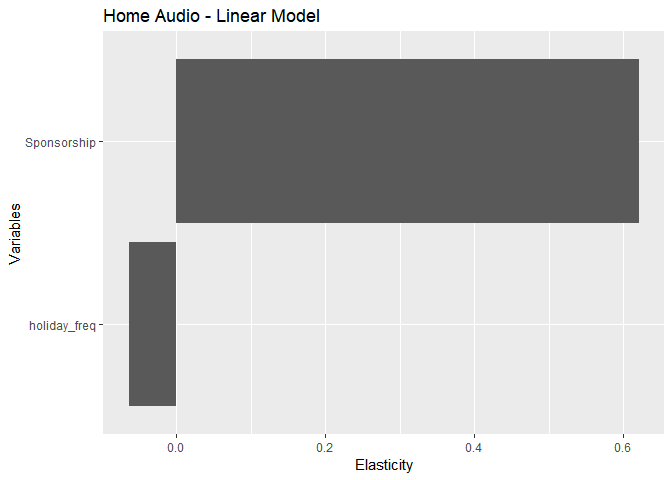 Home Audio - Linear Model
Variables
Sponsorship
holiday_freq
0.0 0.2 0.4 0.6
Elasticity